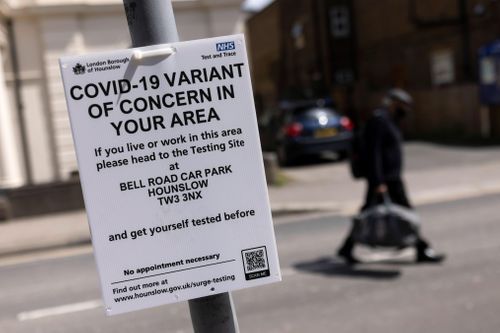 London Borough
of Hounslow
NHS
Test and Trace
COVID-19 VARIANT
OF CONCERN IN
YOUR AREA
If you live or work in this area
please head to the Testing Site
at
BELL ROAD CAR PARK
HOUNSLOW
TW3 3NX
and get yourself tested before
No appointment necessary
Find out more at
www.hounslow.gov.uk/surge-testing
SCAN ME